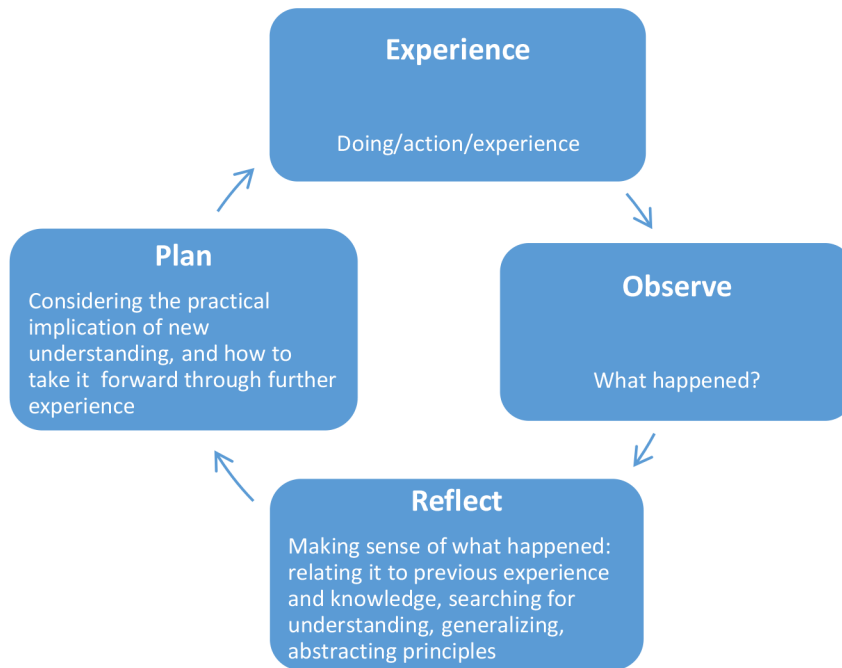 Experience
Doing/action/experience
Observe
What happened?
Reflect
Making sense of what happened:
relating it to previous experience
and knowledge, searching for
understanding, generalizing,
abstracting principles
Plan
Considering the practical
implication of new
understanding, and how to
take it  forward through further
experience